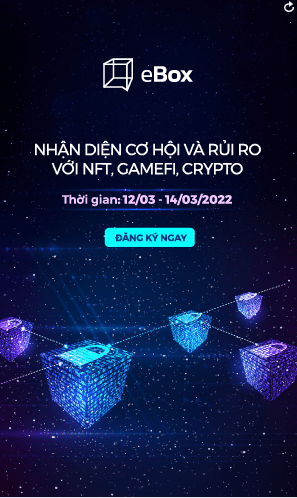 eBox
NHẬN DIỆN CƠ HỘI VÀ RỦI RO
VỚI NFT, GAMEFI, CRYPTO
Thời gian: 12/03 - 14/03/2022
ĐĂNG KÝ NGAY